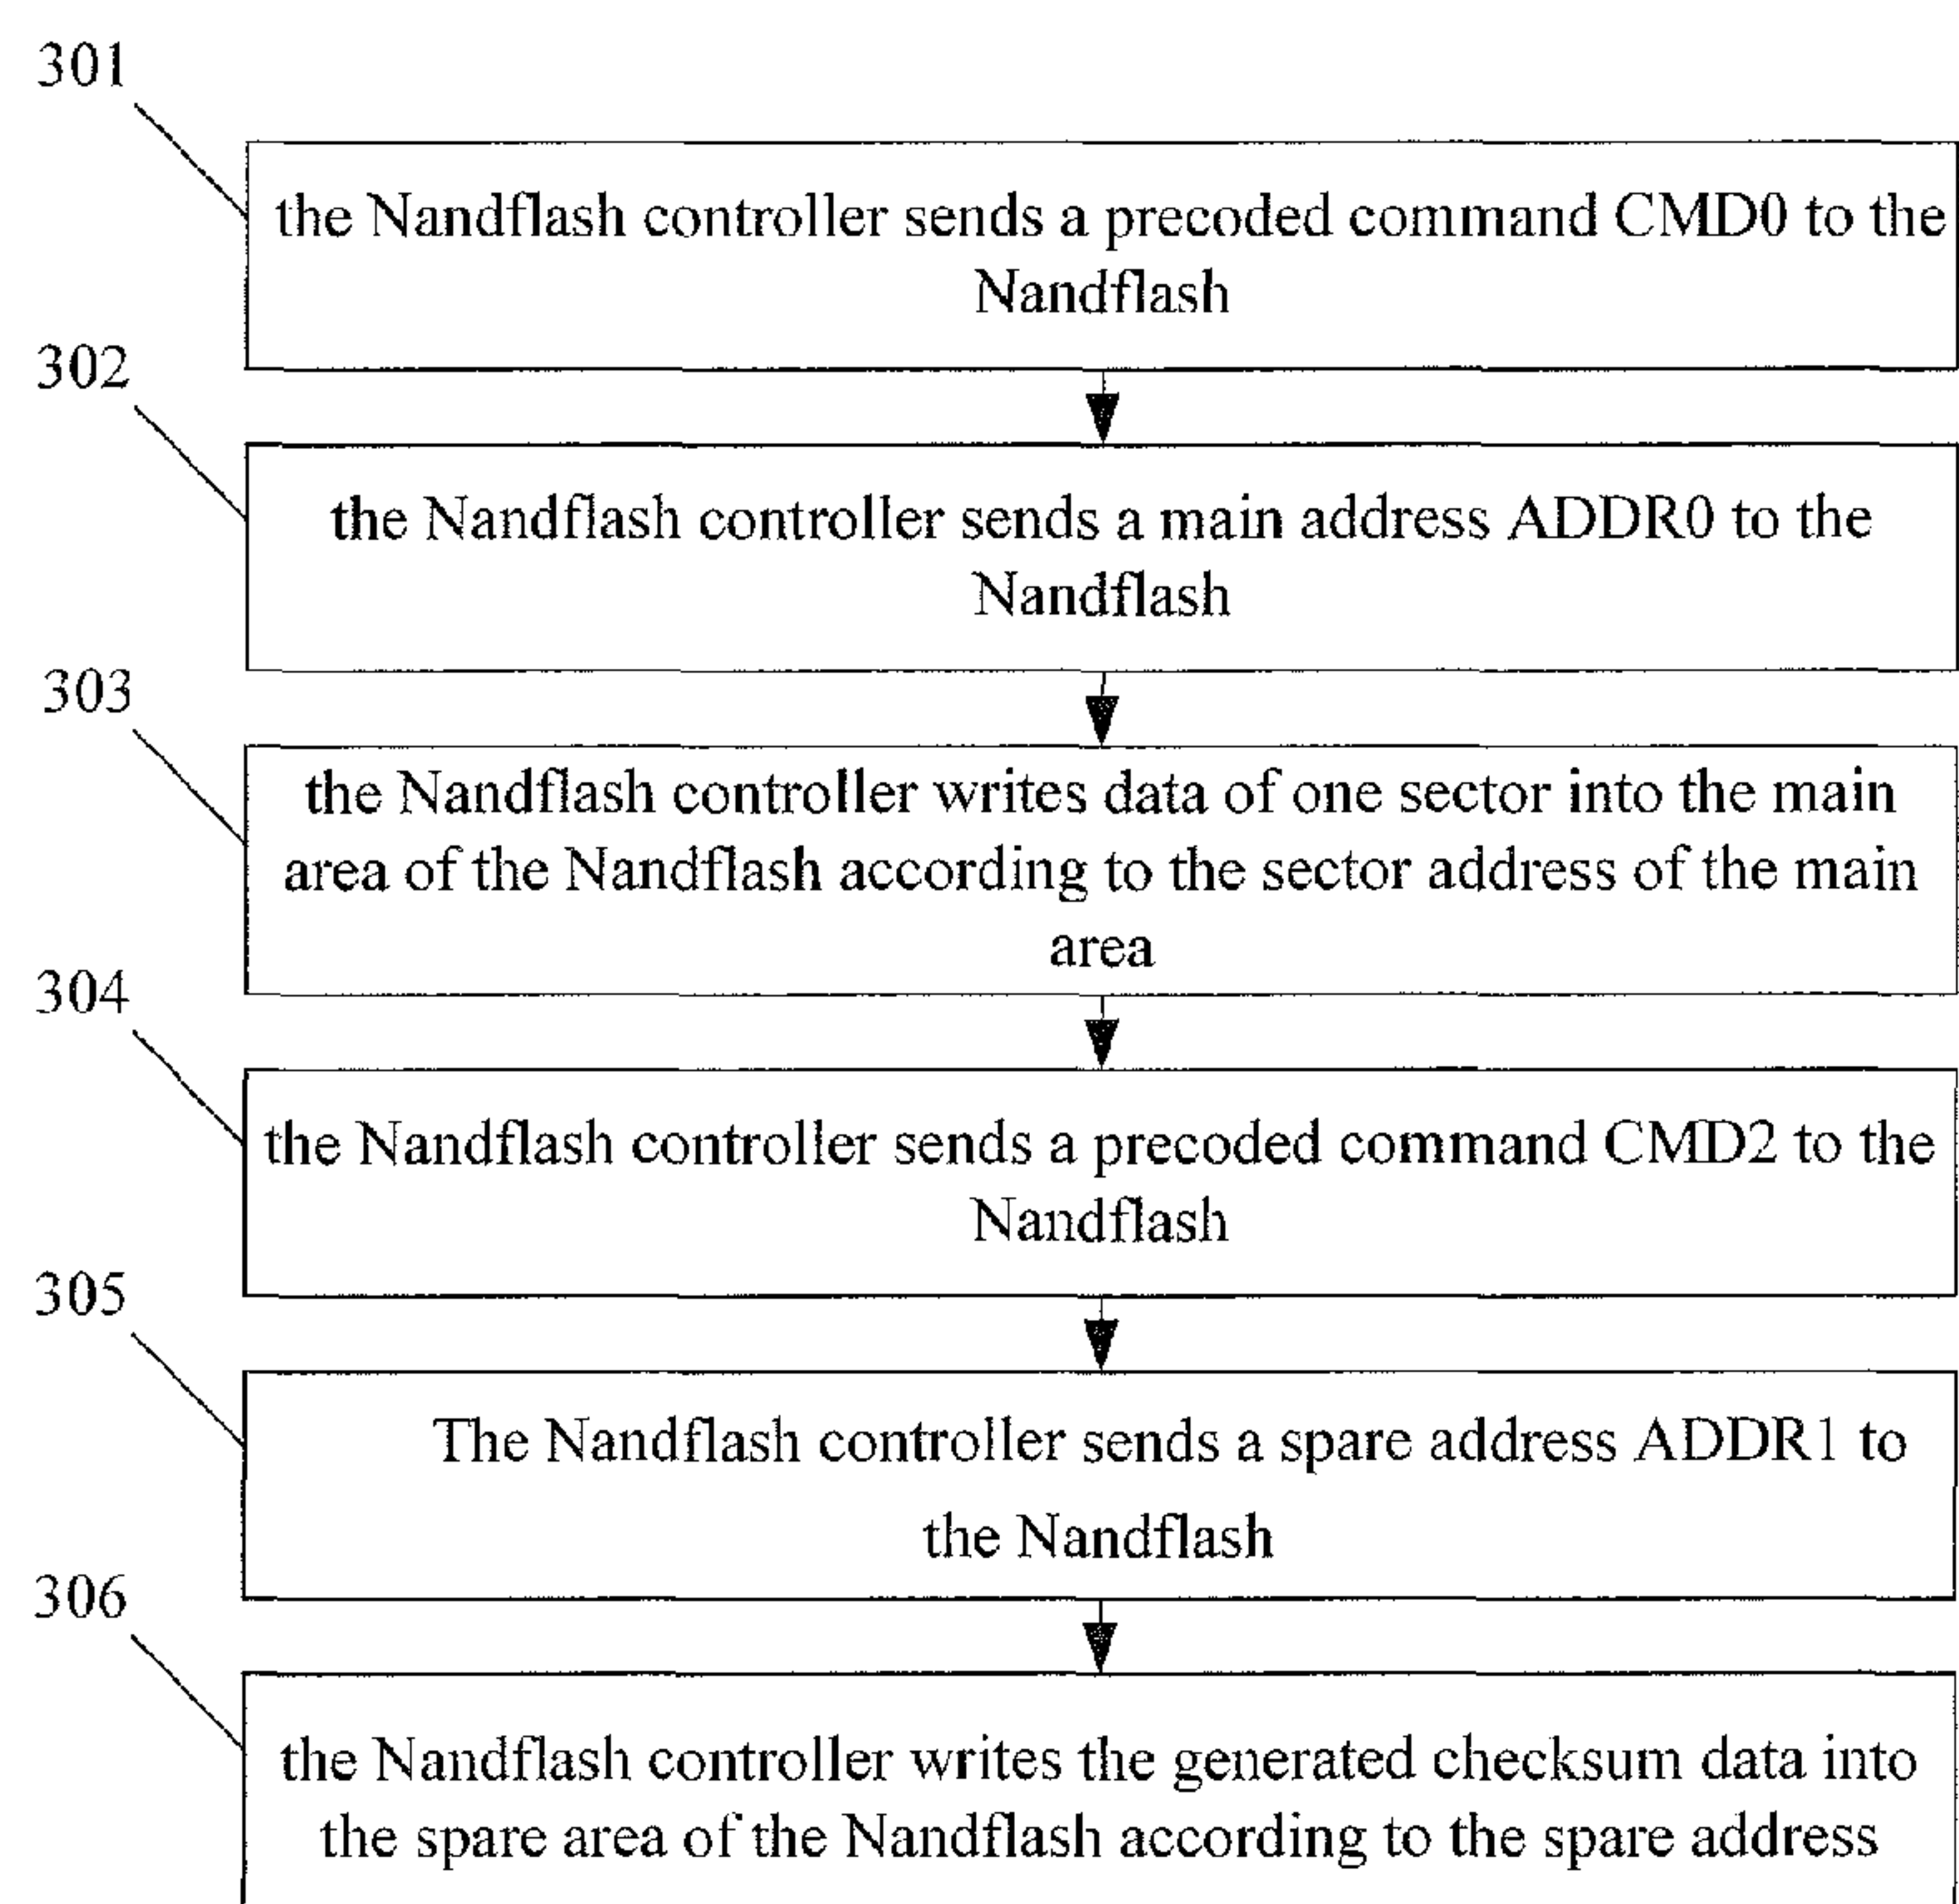 301
the Nandflash controller sends a precoded command CMD0 to the
Nandflash
302
the Nandflash controller sends a main address ADDR0 to the
Nandflash
303
the Nandflash controller writes data of one sector into the main
area of the Nandflash according to the sector address of the main
area
304
the Nandflash controller sends a precoded command CMD2 to the
Nandflash
305
The Nandflash controller sends a spare address ADDR1 to
the Nandflash
306
the Nandflash controller writes the generated checksum data into
the spare area of the Nandflash according to the spare address